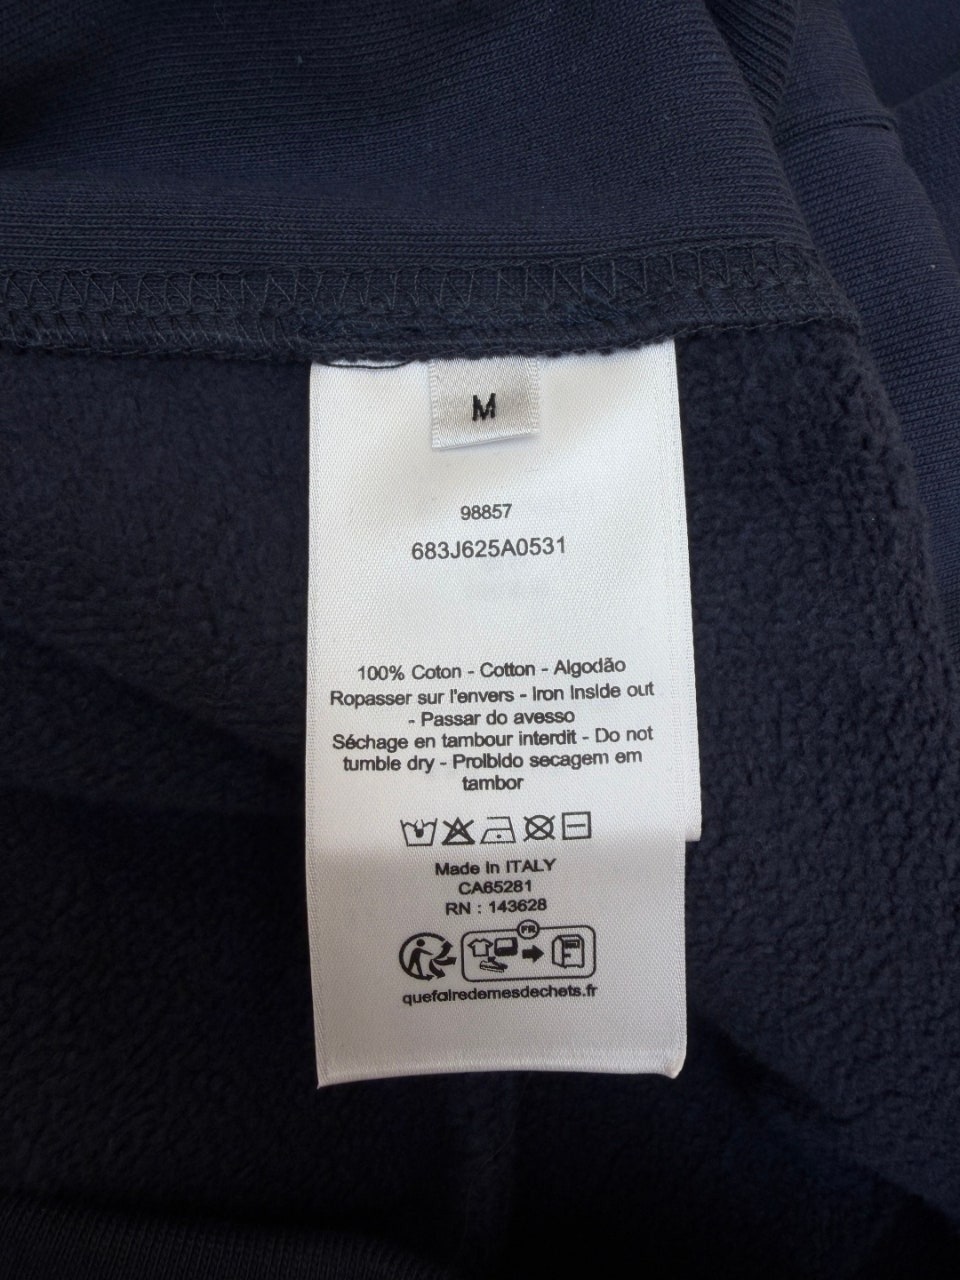 M
98857
683J625A0531
100% Coton - Cotton - Algodão
Ropasser sur l'envers - Iron Inside out
- Passar do avesso
Séchage en tambour interdit - Do not
tumble dry - Proibido secagem em
tambor
Made in ITALY
CA65281
RN : 143628
FR
quefairedemesdechets.fr